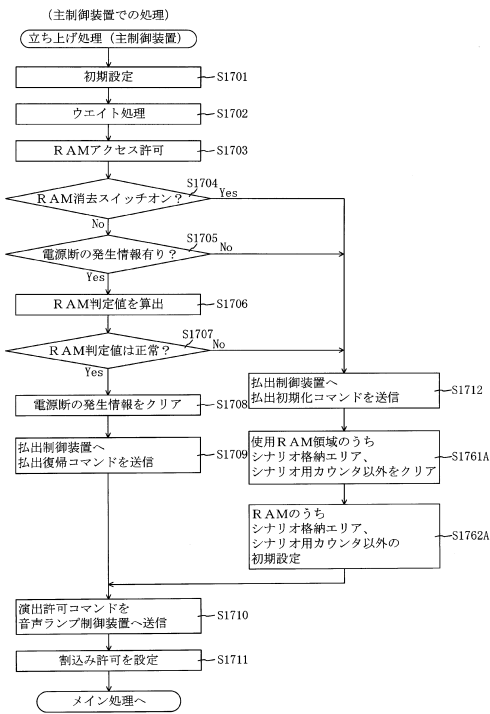 (主制御装置での処理)
立ち上げ処理(主制御装置)
初期設定
S1701
ウエイト処理
S1702
RAMアクセス許可
S1703
S1704
RAM消去スイッチオン?
Yes
No
S1705
電源断の発生情報有り?
No
Yes
RAM判定値を算出
S1706
S1707
RAM判定値は正常?
No
Yes
電源断の発生情報をクリア
S1708
払出制御装置へ
払出復帰コマンドを送信
S1709
払出制御装置へ
払出初期化コマンドを送信
S1712
使用RAM領域のうち
シナリオ格納エリア、
シナリオ用カウンタ以外をクリア
S1761A
RAMのうち
シナリオ格納エリア、
シナリオ用カウンタ以外の
初期設定
S1762A
演出許可コマンドを
音声ランプ制御装置へ送信
S1710
割込み許可を設定
S1711
メイン処理へ